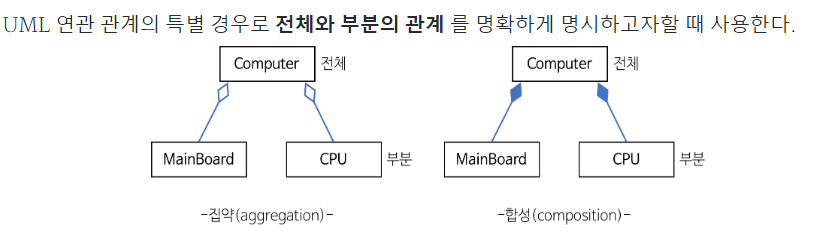 UML 연관 관계의 특별 경우로 전체와 부분의 관계 를 명확하게 명시하고자할 때 사용한다.
Computer 전체 Computer 전체
MainBoard CPU 부분 MainBoard CPU 부분
-집약(aggregation)- -합성(composition)-